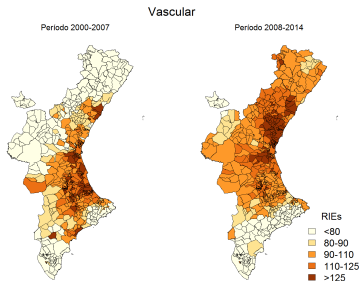 Vascular
Periodo 2000-2007
Periodo 2008-2014
RIEs
<80
80-90
90-110
110-125
>125